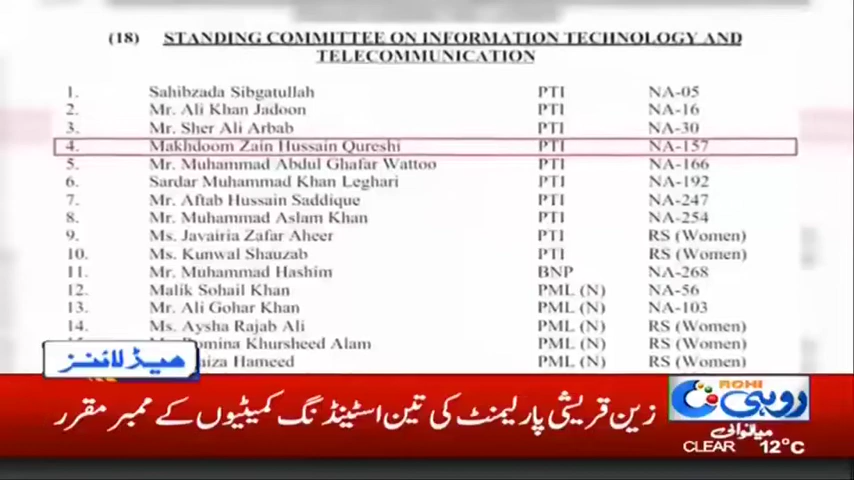 (18) STANDING COMMITTEE ON INFORMATION TECHNOLOGY AND
TELECOMMUNICATION
1. Sahibzada Sibgatullah PTI NA-05
2. Mr. Ali Khan Jadoon PTI NA-16
3. Mr. Sher Ali Arbab PTI NA-30
4. Makhdoom Zain Hussain Qureshi PTI NA-157
5. Mr. Muhammad Abdul Ghafar Wattoo PTI NA-166
6. Sardar Muhammad Khan Leghari PTI NA-192
7. Mr. Aftab Hussain Saddique PTI NA-247
8. Mr. Muhammad Aslam Khan PTI NA-254
9. Ms. Javairia Zafar Aheer PTI RS (Women)
10. Ms. Kunwal Shauzab PTI RS (Women)
11. Mr. Muhammad Hashim BNP NA-268
12. Malik Sohail Khan PML (N) NA-56
13. Mr. Ali Gohar Khan PML (N) NA-103
14. Ms. Aysha Rajab Ali PML (N) RS (Women)
Khursheed Alam PML (N) RS (Women)
Hameed PML (N) RS (Women)
ہیڈلائنز
زین قریشی پارلیمنٹ کی تین اسٹینڈنگ کمیٹیوں کے ممبر مقرر
ROHI
روہی
میانوالی
CLEAR 12°C